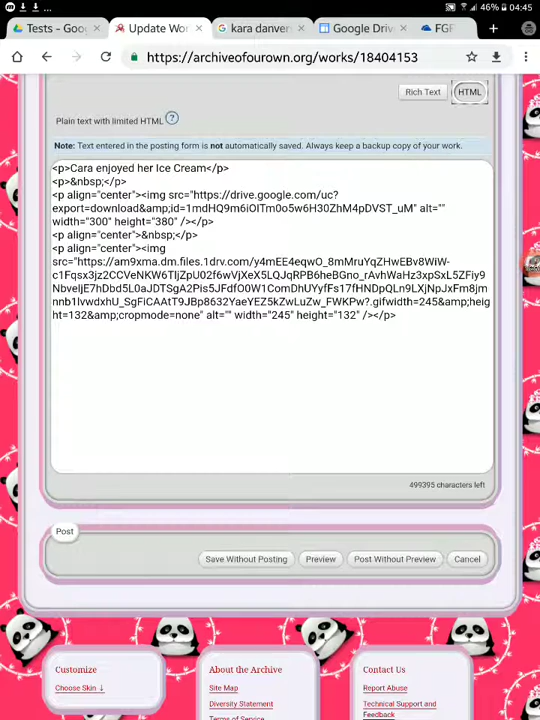 46% 04:45
Tests - Goo
Update Wo
kara danver
Google Driv
FGF
https://archiveofourown.org/works/18404153
Rich Text HTML
Plain text with limited HTML ?
Note: Text entered in the posting form is not automatically saved. Always keep a backup copy of your work.
<p>Cara enjoyed her Ice Cream</p>
<p>&nbsp;</p>
<p align="center"><img src="https://drive.google.com/uc?
export=download&amp;id=1mdHQ9m6iOITm0o5w6H30ZhM4pDVST_uM" alt=""
width="300" height="380" /></p>
<p align="center">&nbsp;</p>
<p align="center"><img
src="https://am9xma.dm.files.1drv.com/y4mEE4eqwO_8mMruYqZHwEBv8WiW-
c1Fqsx3jz2CCVeNKW6TljZpU02f6wVjXeX5LQJqRPB6heBGno_rAvhWaHz3xpSxL5ZFiy9
NbveIjE7hDbd5L0aJDTSgA2Pis5JFdfO0W1ComDhUYyfFs17fHNDpQLn9LXjNpJxFm8jm
nnb1IvwdxhU_SgFiCAAtT9JBp8632YaeYEZ5kZwLuZw_FWKPw?.gifwidth=245&amp;heig
ht=132&amp;cropmode=none" alt="" width="245" height="132" /></p>
499395 characters left
Post
Save Without Posting Preview Post Without Preview Cancel
Customize
Choose Skin ↓
About the Archive
Site Map
Diversity Statement
Terms of Service
Contact Us
Report Abuse
Technical Support and
Feedback